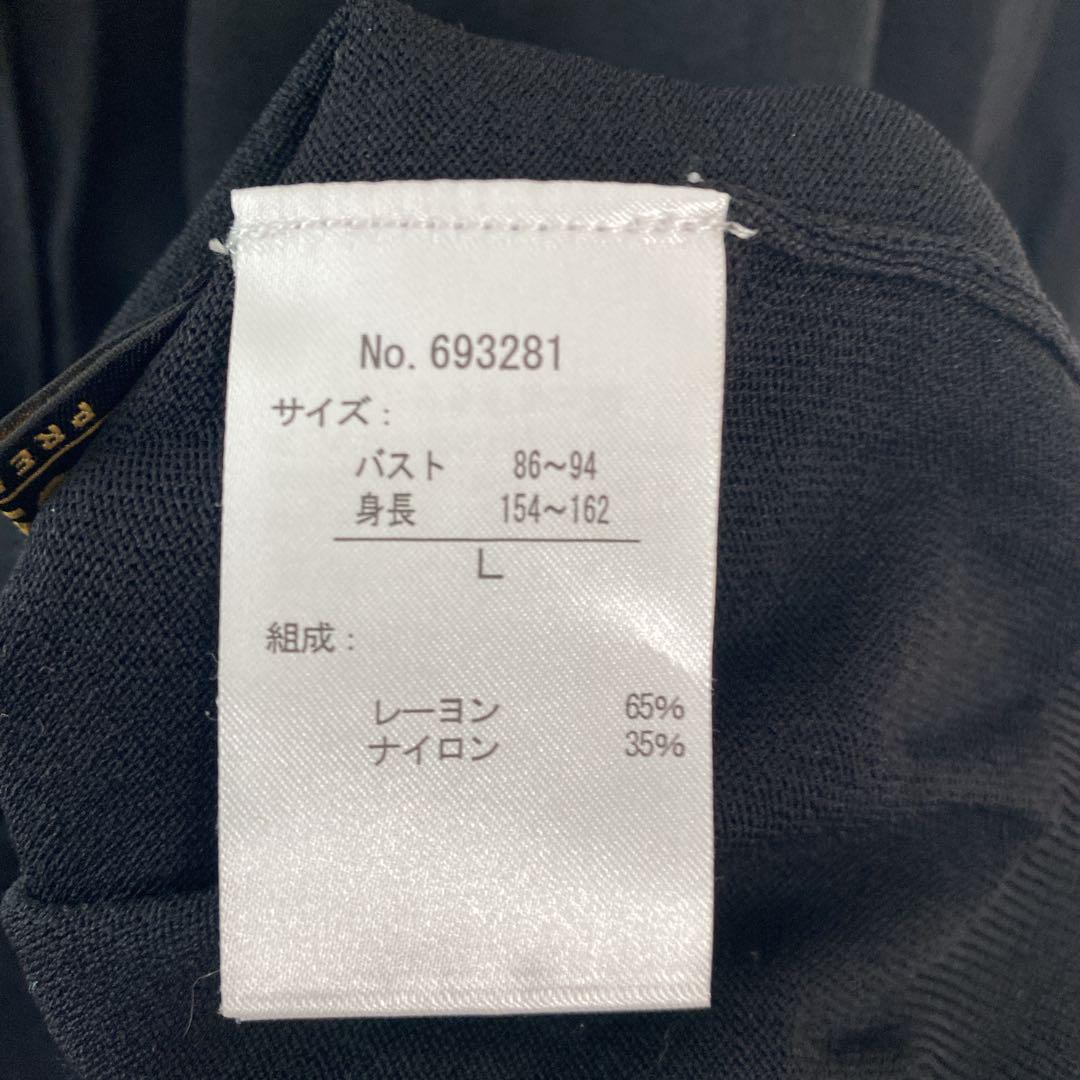 No. 693281
サイズ:
バスト 86～94
身長 154～162
L
組成:
レーヨン 65%
ナイロン 35%
PRE